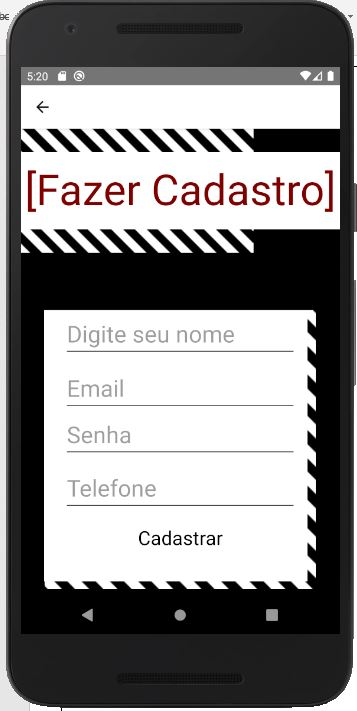 5:20
[Fazer Cadastro]
Digite seu nome
Email
Senha
Telefone
Cadastrar